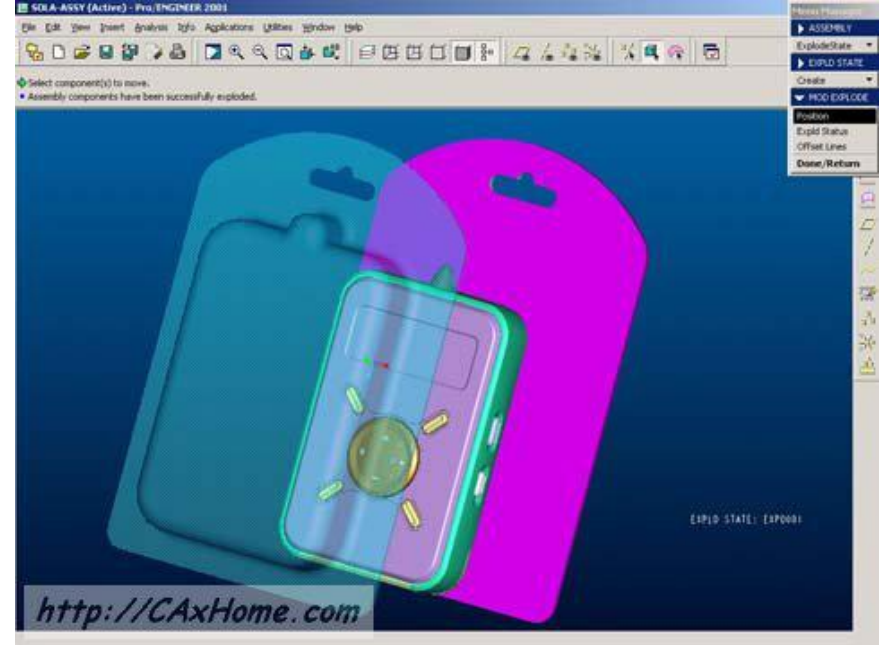 SOLA-ASSY (Active) - Pro/ENGINEER 2001
File Edit View Insert Analysis Info Applications Utilities Window Help
Select component(s) to move.
Assembly components have been successfully exploded.
Menu Manager
ASSEMBLY
ExplodeState
EXPLD STATE
Create
MOD EXPLODE
Position
Expld Status
Offset Lines
Done/Return
EXPLD STATE: EXP0001
http://CAxHome.com